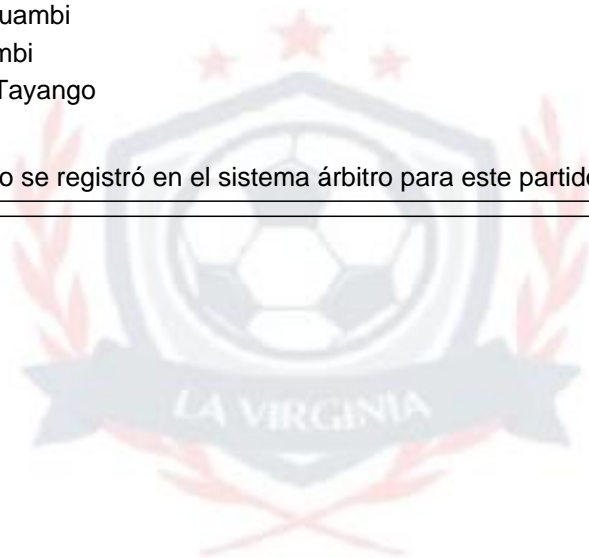 uambi
mbi
Tayango
o se registró en el sistema árbitro para este partid
LA VIRGINIA